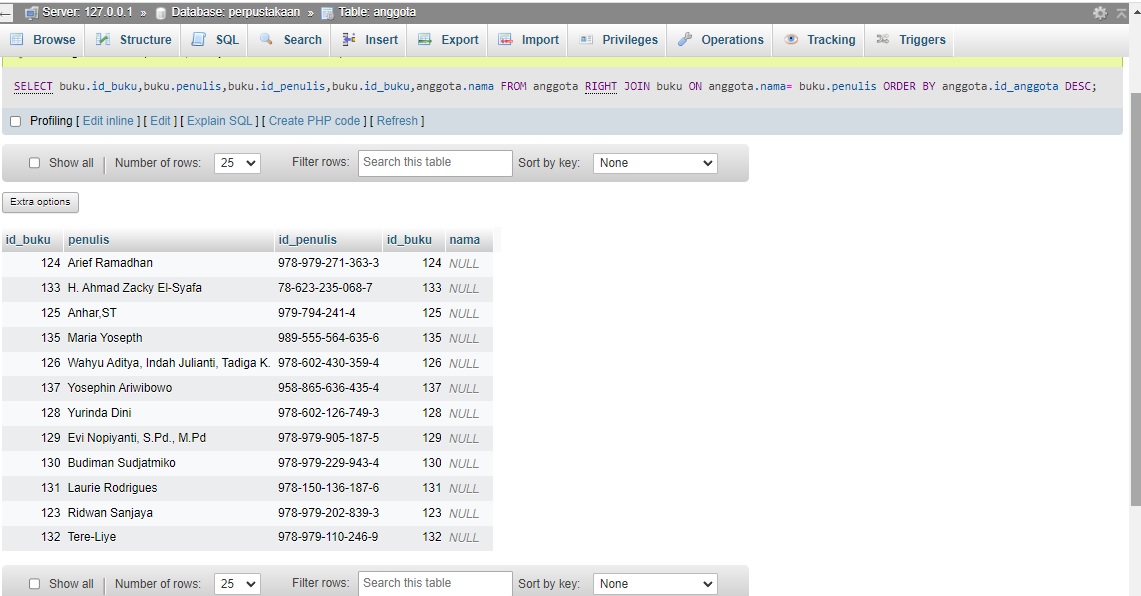 Server: 127.0.0.1 » Database: perpustakaan » Table: anggota
Browse Structure SQL Search Insert Export Import Privileges Operations Tracking Triggers
SELECT buku.id_buku,buku.penulis,buku.id_penulis,buku.id_buku,anggota.nama FROM anggota RIGHT JOIN buku ON anggota.nama= buku.penulis ORDER BY anggota.id_anggota DESC;
Profiling [ Edit inline ] [ Edit ] [ Explain SQL ] [ Create PHP code ] [ Refresh ]
Show all Number of rows: 25 Filter rows: Search this table Sort by key: None
Extra options
id_buku penulis id_penulis id_buku nama
124 Arief Ramadhan 978-979-271-363-3 124 NULL
133 H. Ahmad Zacky El-Syafa 78-623-235-068-7 133 NULL
125 Anhar,ST 979-794-241-4 125 NULL
135 Maria Yosepth 989-555-564-635-6 135 NULL
126 Wahyu Aditya, Indah Julianti, Tadiga K. 978-602-430-359-4 126 NULL
137 Yosephin Ariwibowo 958-865-636-435-4 137 NULL
128 Yurinda Dini 978-602-126-749-3 128 NULL
129 Evi Nopiyanti, S.Pd., M.Pd 978-979-905-187-5 129 NULL
130 Budiman Sudjatmiko 978-979-229-943-4 130 NULL
131 Laurie Rodrigues 978-150-136-187-6 131 NULL
123 Ridwan Sanjaya 978-979-202-839-3 123 NULL
132 Tere-Liye 978-979-110-246-9 132 NULL
Show all Number of rows: 25 Filter rows: Search this table Sort by key: None